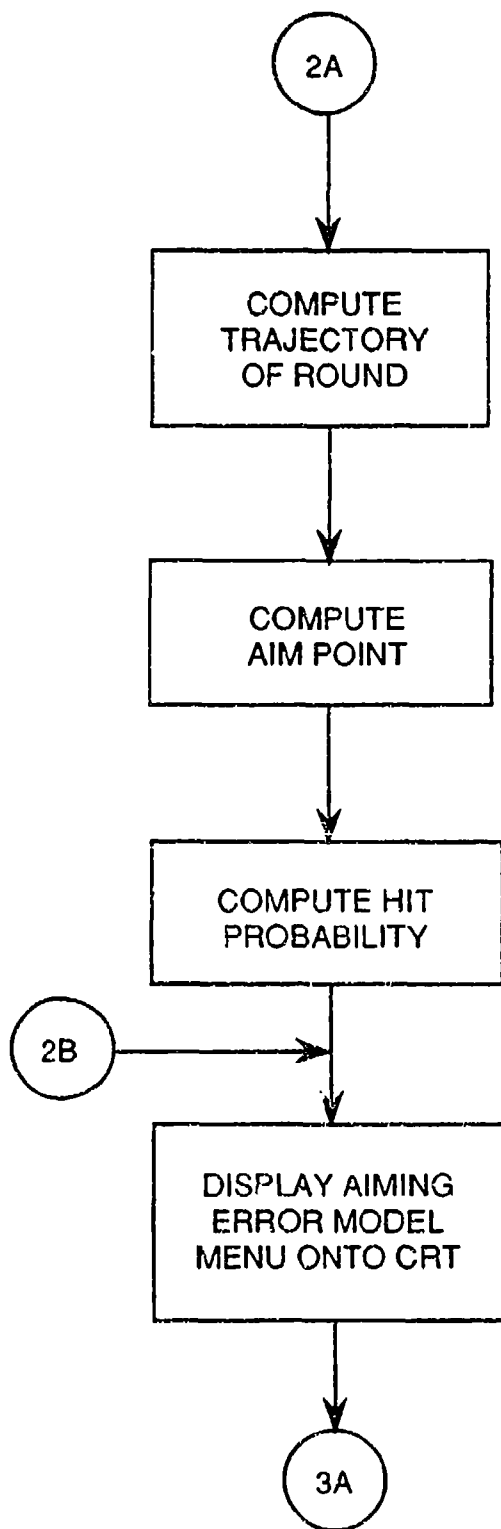 2A
COMPUTE
TRAJECTORY
OF ROUND
COMPUTE
AIM POINT
COMPUTE HIT
PROBABILITY
2B
DISPLAY AIMING
ERROR MODEL
MENU ONTO CRT
3A